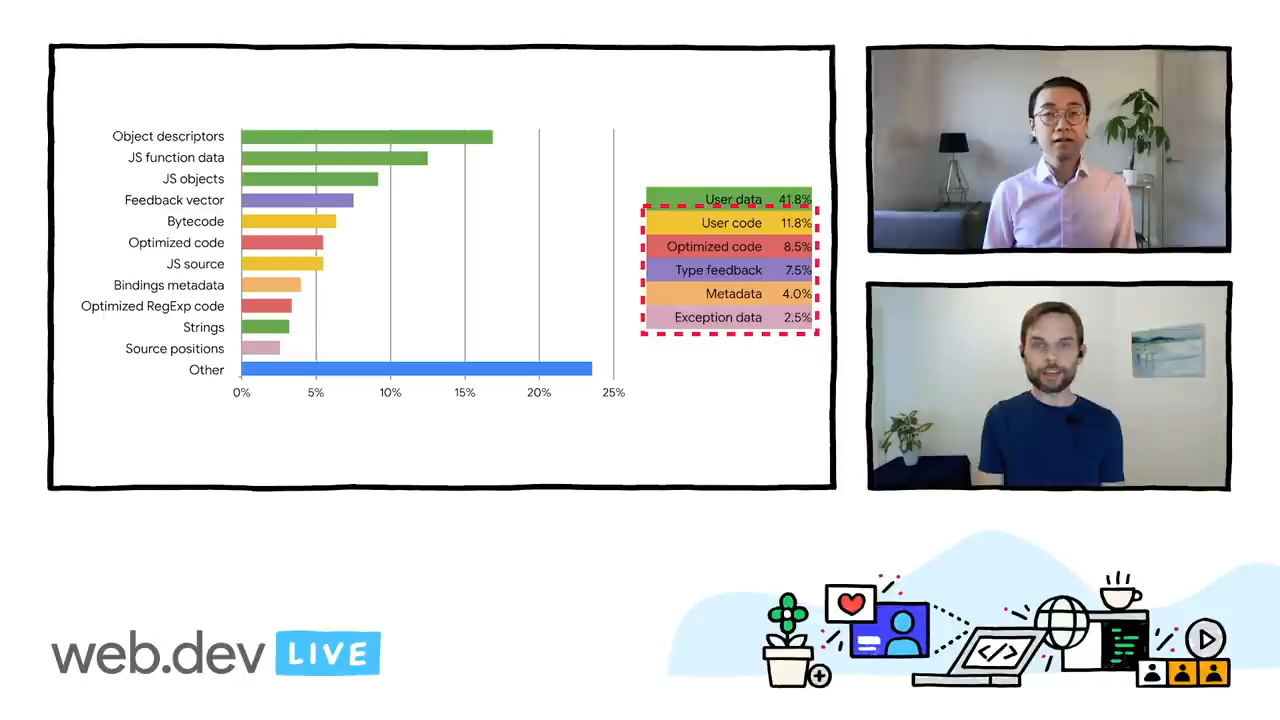 Object descriptors
JS function data
JS objects
Feedback vector
Bytecode
Optimized code
JS source
Bindings metadata
Optimized RegExp code
Strings
Source positions
Other
0% 5% 10% 15% 20% 25%
User data 41.8%
User code 11.8%
Optimized code 8.5%
Type feedback 7.5%
Metadata 4.0%
Exception data 2.5%
</>
web.dev LIVE